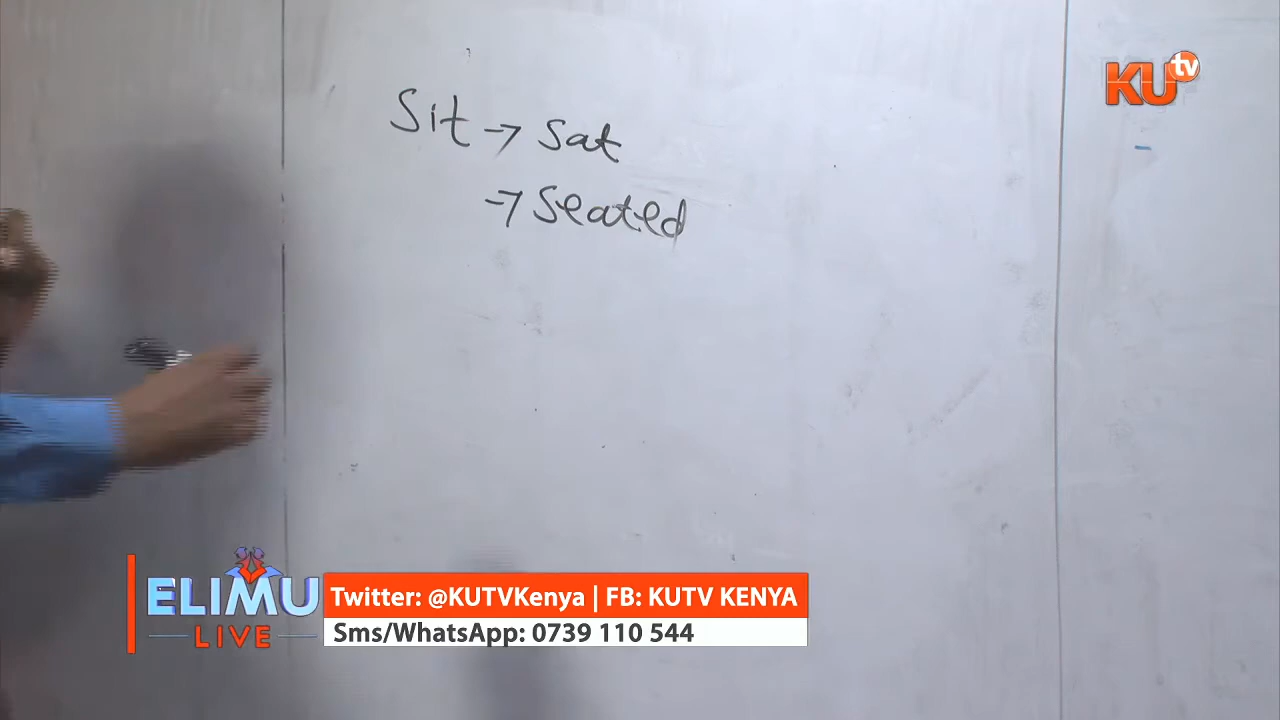 KU tv
Sit → Sat
→ Seated
ELIMU
LIVE
Twitter: @KUTVKenya | FB: KUTV KENYA
Sms/WhatsApp: 0739 110 544